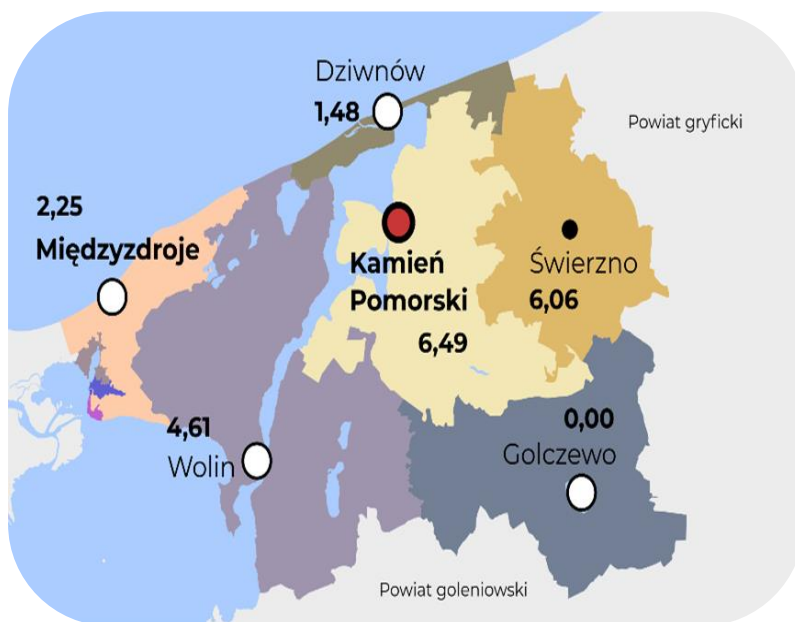 Dziwnów
1,48
Powiat gryficki
2,25
Międzyzdroje
Kamień
Pomorski
6,49
Świerzno
6,06
4,61
Wolin
0,00
Golczewo
Powiat goleniowski